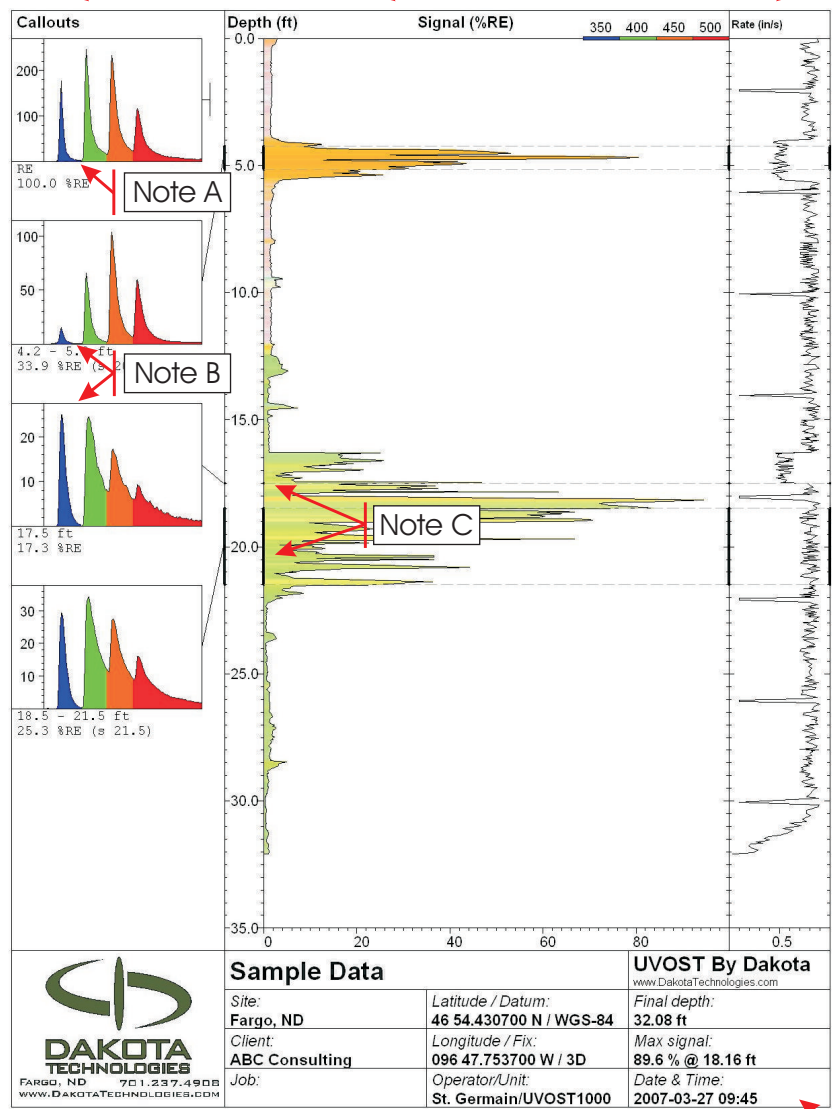 Callouts
Depth (ft)
Signal (%RE)
350 400 450 500
Rate (in/s)
200
100
RE
100.0 %RE
Note A
100
50
4.2 - 5. ft
33.9 %RE (s 2
Note B
20
10
17.5 ft
17.3 %RE
30
20
10
18.5 - 21.5 ft
25.3 %RE (s 21.5)
0.0
5.0
10.0
15.0
20.0
25.0
30.0
35.0
Note C
0 20 40 60 80
0.5
DAKOTA
TECHNOLOGIES
FARGO, ND 701.237.4908
WWW.DAKOTATECHNOLOGIES.COM
Sample Data
UVOST By Dakota
www.DakotaTechnologies.com
Site:
Fargo, ND
Latitude / Datum:
46 54.430700 N / WGS-84
Final depth:
32.08 ft
Client:
ABC Consulting
Longitude / Fix:
096 47.753700 W / 3D
Max signal:
89.6 % @ 18.16 ft
Job:
Operator/Unit:
St. Germain/UVOST1000
Date & Time:
2007-03-27 09:45